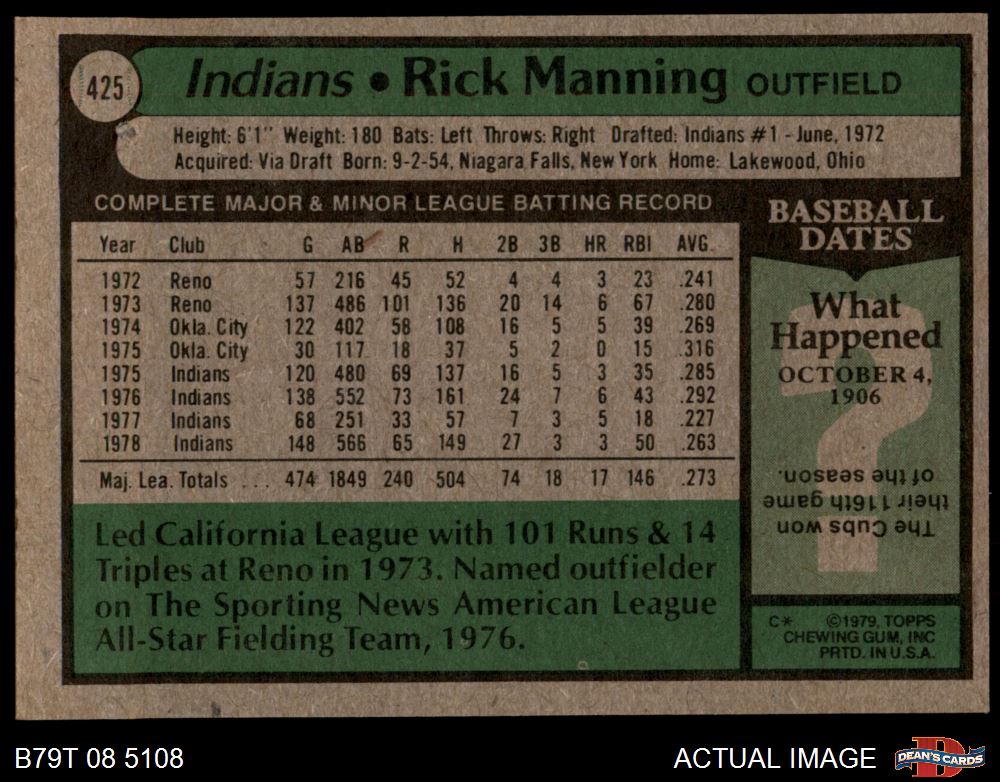 425 Indians • Rick Manning OUTFIELD
Height: 6'1" Weight: 180 Bats: Left Throws: Right Drafted: Indians #1 - June, 1972
Acquired: Via Draft Born: 9-2-54, Niagara Falls, New York Home: Lakewood, Ohio
COMPLETE MAJOR & MINOR LEAGUE BATTING RECORD
Year Club G AB R H 2B 3B HR RBI AVG.
1972 Reno 57 216 45 52 4 4 3 23 .241
1973 Reno 137 486 101 136 20 14 6 67 .280
1974 Okla. City 122 402 58 108 16 5 5 39 .269
1975 Okla. City 30 117 18 37 5 2 0 15 .316
1975 Indians 120 480 69 137 16 5 3 35 .285
1976 Indians 138 552 73 161 24 7 6 43 .292
1977 Indians 68 251 33 57 7 3 5 18 .227
1978 Indians 148 566 65 149 27 3 3 50 .263
Maj. Lea. Totals ... 474 1849 240 504 74 18 17 146 .273
Led California League with 101 Runs & 14
Triples at Reno in 1973. Named outfielder
on The Sporting News American League
All-Star Fielding Team, 1976.
BASEBALL
DATES
What
Happened
OCTOBER 4,
1906
The Cubs won
their 116th game
of the season.
C* ©1979, TOPPS
CHEWING GUM, INC
PRTD. IN U.S.A.
B79T 08 5108
ACTUAL IMAGE
D
DEAN'S CARDS